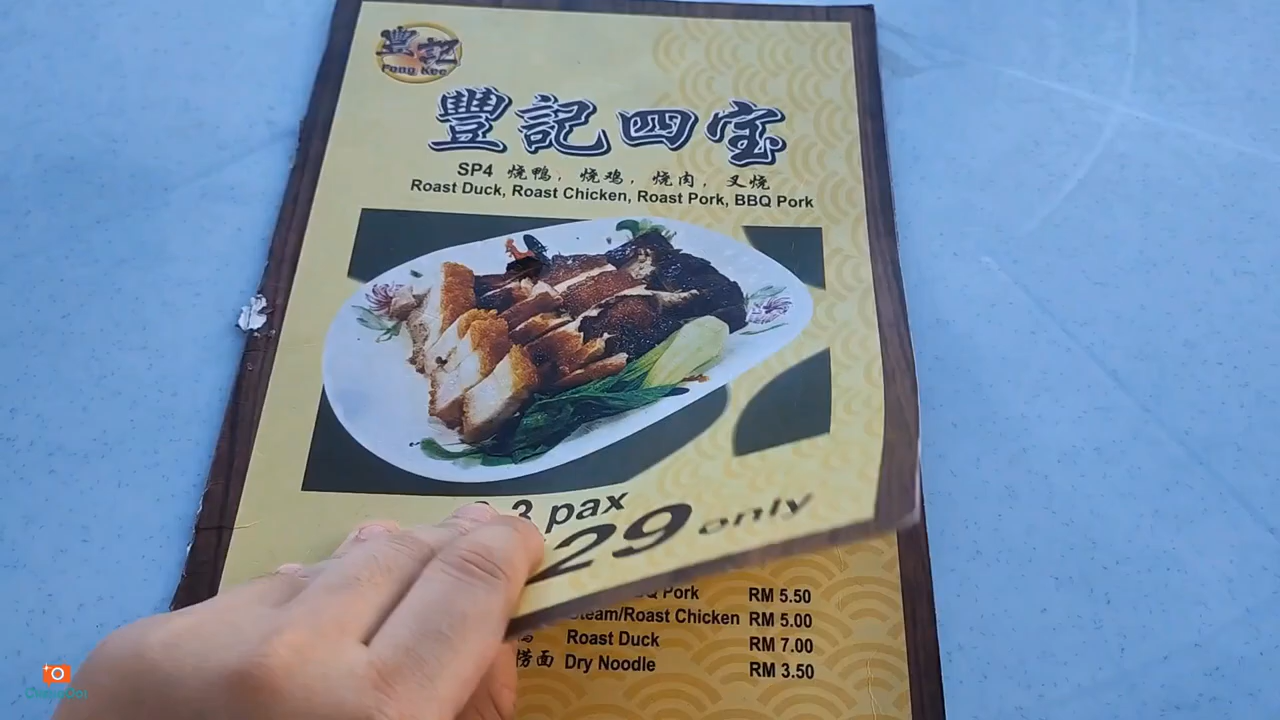 豐記
Fong Kee
豐記四宝
SP4 烧鸭，烧鸡，烧肉，叉烧
Roast Duck, Roast Chicken, Roast Pork, BBQ Pork
3 pax
29 only
Pork RM 5.50
Steam/Roast Chicken RM 5.00
Roast Duck RM 7.00
捞面 Dry Noodle RM 3.50